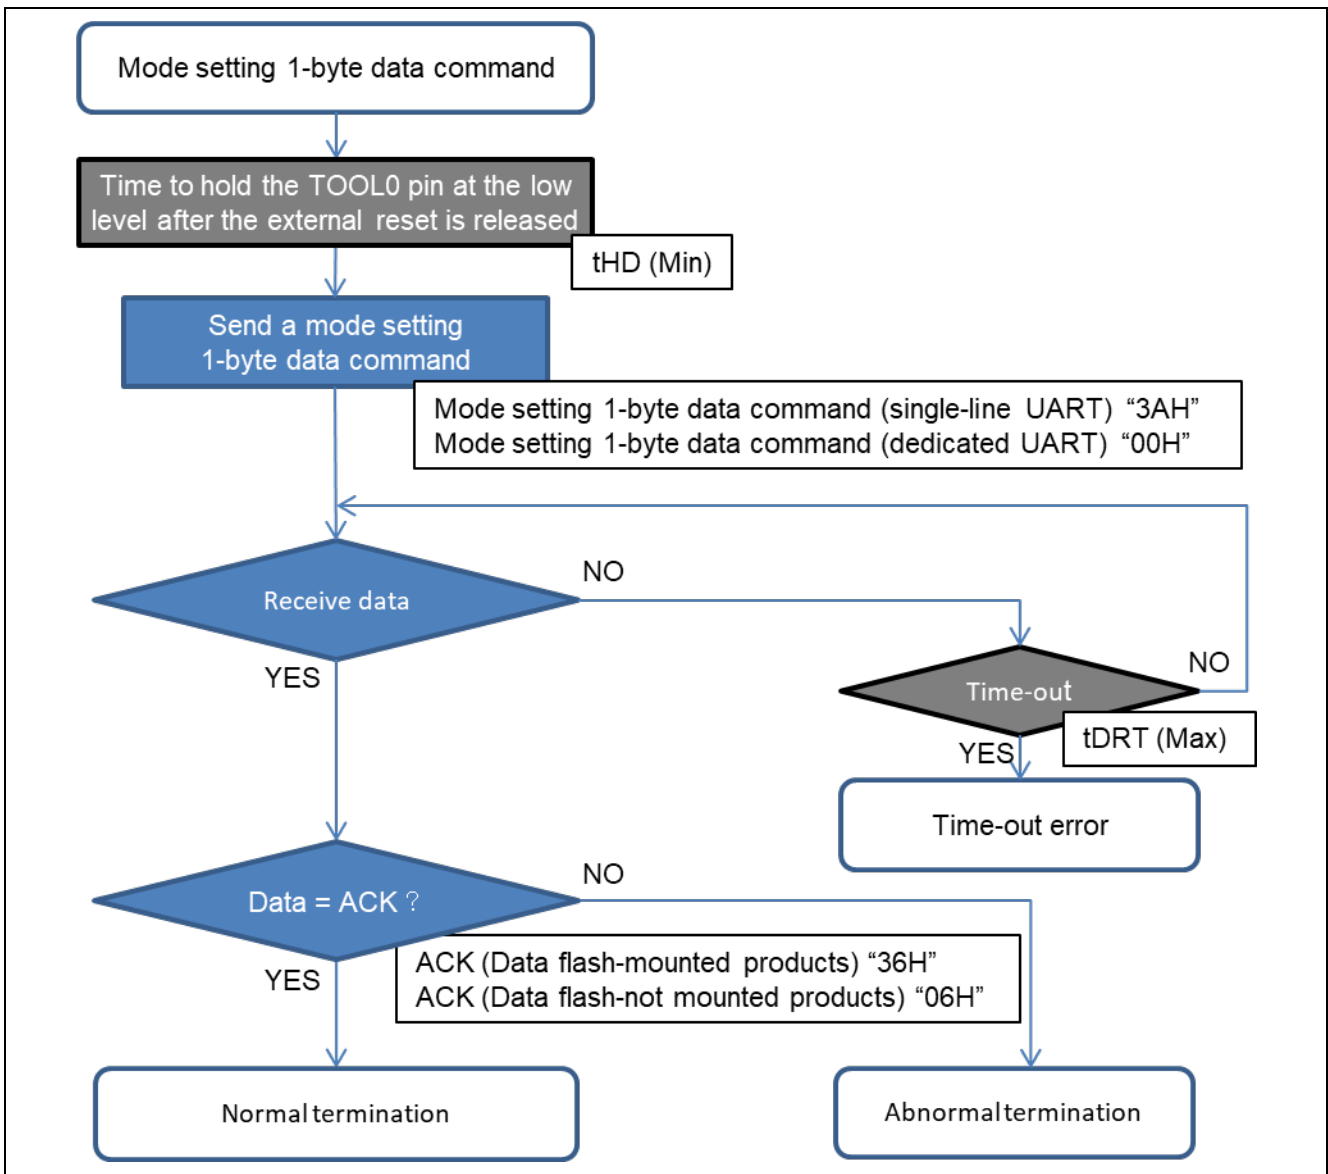 Mode setting 1-byte data command
Time to hold the TOOL0 pin at the low
level after the external reset is released
tHD (Min)
Send a mode setting
1-byte data command
Mode setting 1-byte data command (single-line UART) “3AH”
Mode setting 1-byte data command (dedicated UART) “00H”
Receive data
NO
YES
Time-out
NO
tDRT (Max)
YES
Time-out error
Data = ACK？
NO
YES
ACK (Data flash-mounted products) “36H”
ACK (Data flash-not mounted products) “06H”
Normal termination
Abnormal termination